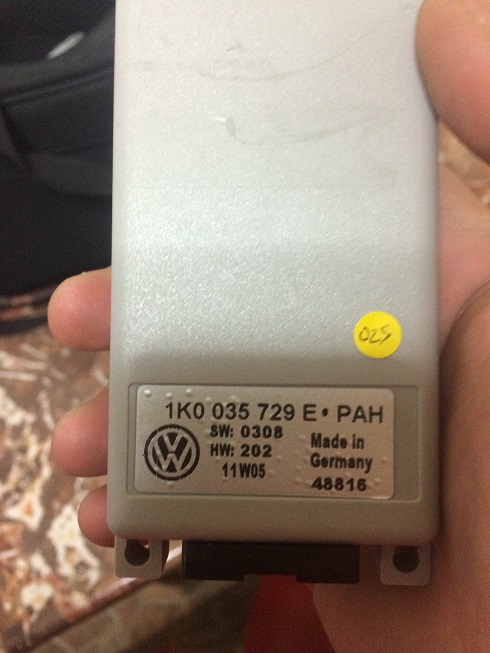 025
1K0 035 729 E• PAH
SW: 0308
HW: 202
11W05
Made in
Germany
48816